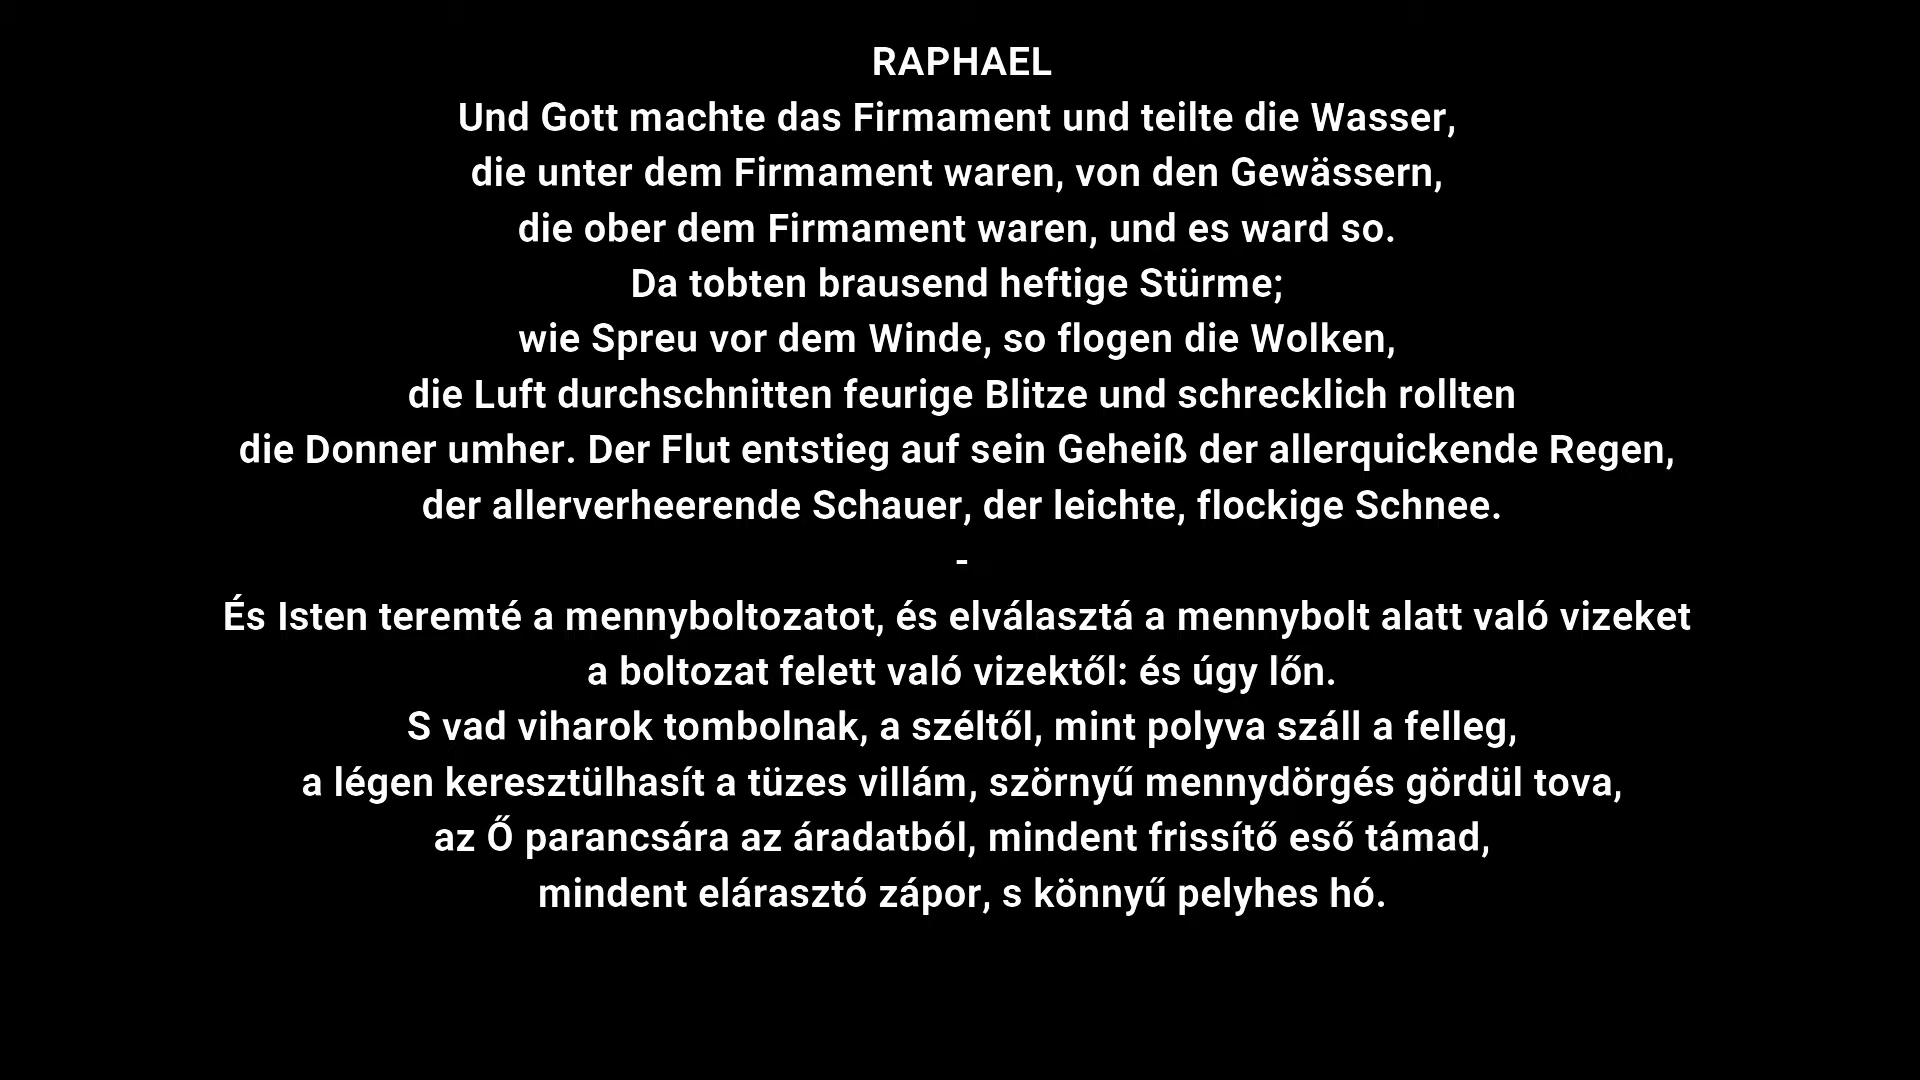 RAPHAEL
Und Gott machte das Firmament und teilte die Wasser,
die unter dem Firmament waren, von den Gewässern,
die ober dem Firmament waren, und es ward so.
Da tobten brausend heftige Stürme;
wie Spreu vor dem Winde, so flogen die Wolken,
die Luft durchschnitten feurige Blitze und schrecklich rollten
die Donner umher. Der Flut entstieg auf sein Geheiß der allerquickende Regen,
der allerverheerende Schauer, der leichte, flockige Schnee.
-
És Isten teremté a mennyboltozatot, és elválasztá a mennybolt alatt való vizeket
a boltozat felett való vizektől: és úgy lőn.
S vad viharok tombolnak, a széltől, mint polyva száll a felleg,
a légen keresztülhasít a tüzes villám, szörnyű mennydörgés gördül tova,
az Ő parancsára az áradatból, mindent frissítő eső támad,
mindent elárasztó zápor, s könnyű pelyhes hó.